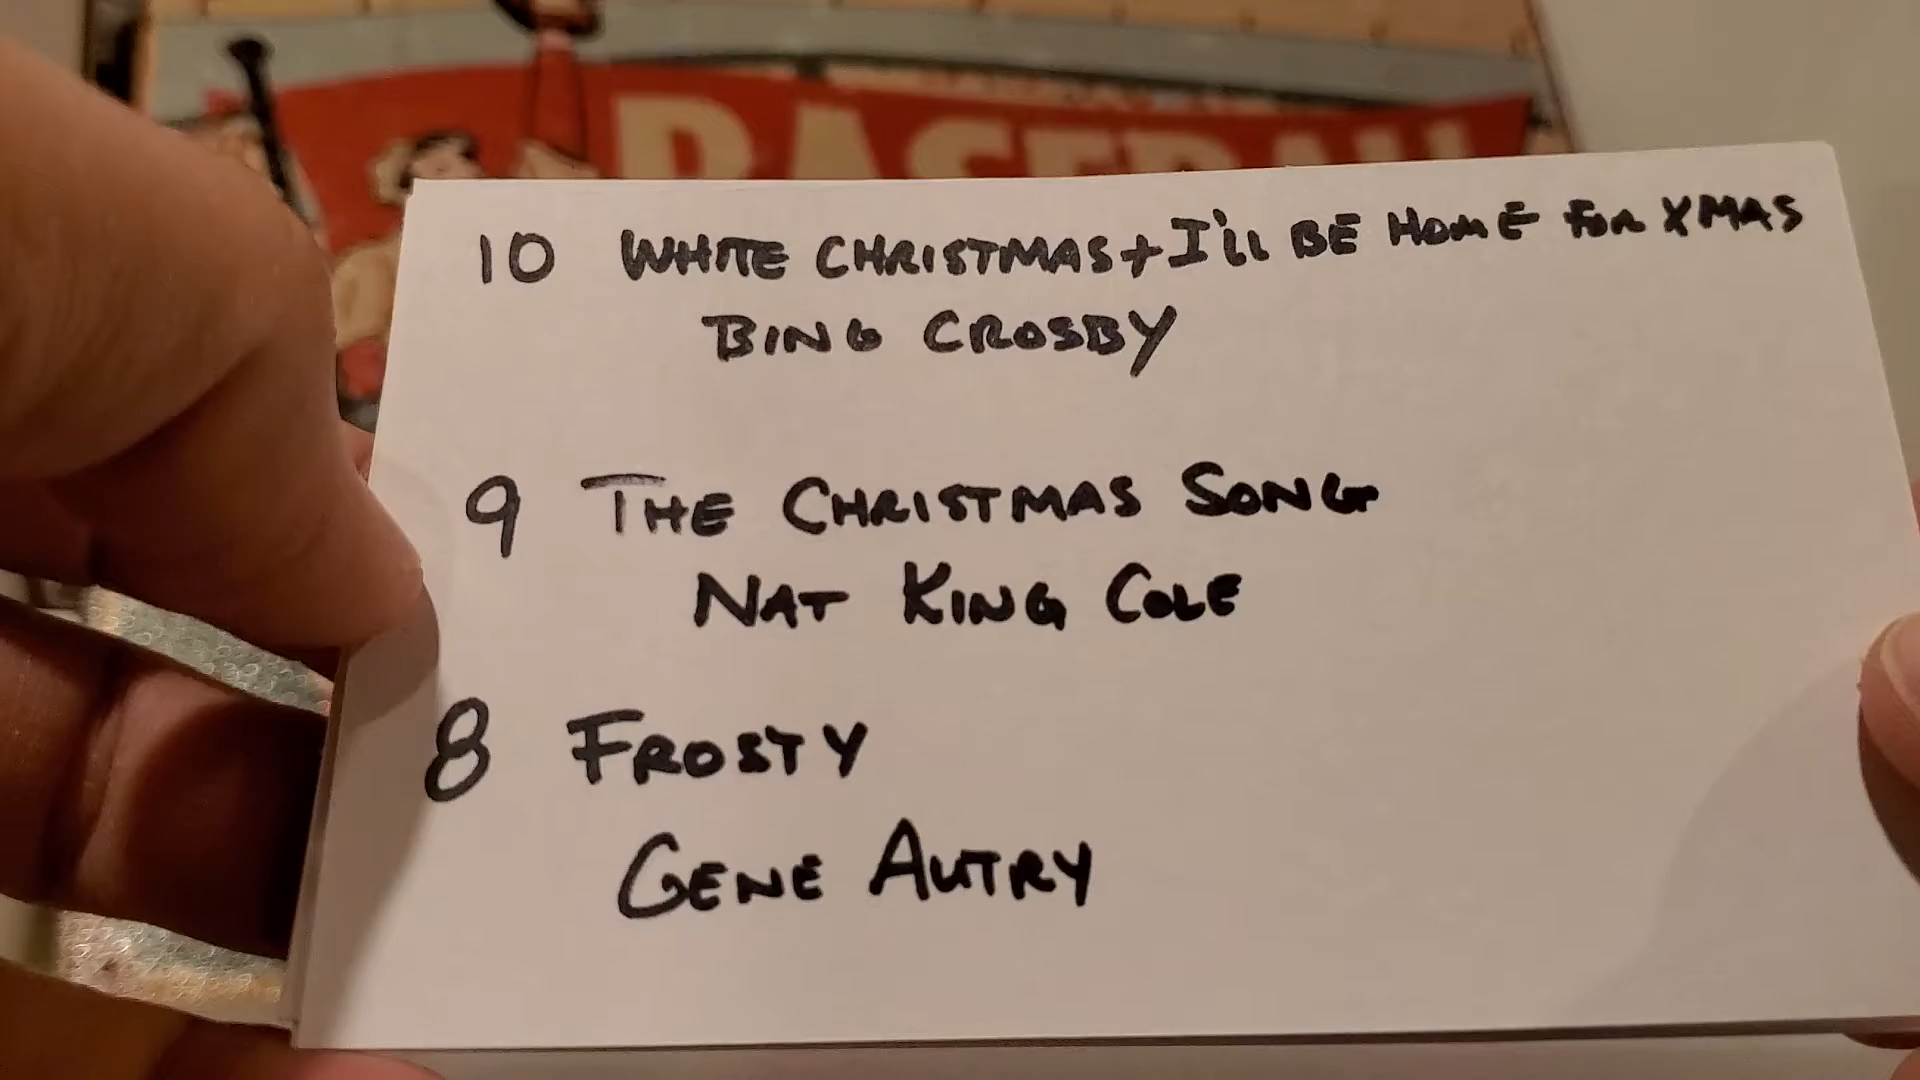 BASEBALL
10 WHITE CHRISTMAS + I'll BE HOME FOR XMAS
BING CROSBY
9 THE CHRISTMAS SONG
NAT KING COLE
8 FROSTY
GENE AUTRY